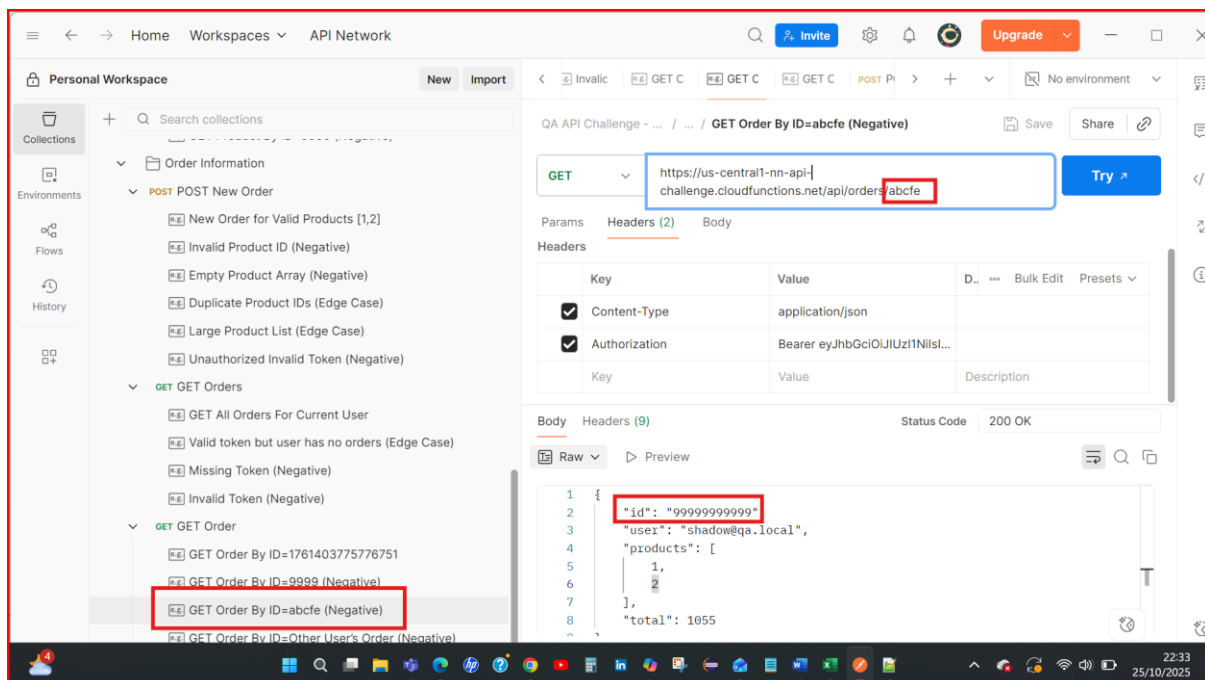 Home Workspaces API Network Invite Upgrade
Personal Workspace New Import
Invalic GET C GET C GET C POST No environment
Collections
Environments
Flows
History
Search collections
Order Information
POST POST New Order
e.g. New Order for Valid Products [1,2]
e.g. Invalid Product ID (Negative)
e.g. Empty Product Array (Negative)
e.g. Duplicate Product IDs (Edge Case)
e.g. Large Product List (Edge Case)
e.g. Unauthorized Invalid Token (Negative)
GET GET Orders
e.g. GET All Orders For Current User
e.g. Valid token but user has no orders (Edge Case)
e.g. Missing Token (Negative)
e.g. Invalid Token (Negative)
GET GET Order
e.g. GET Order By ID=1761403775776751
e.g. GET Order By ID=9999 (Negative)
e.g. GET Order By ID=abcfe (Negative)
e.g. GET Order By ID=Other User's Order (Negative)
QA API Challenge - ... / ... / GET Order By ID=abcfe (Negative) Save Share
GET https://us-central1-nn-api-
challenge.cloudfunctions.net/api/orders/abcfe
Try
Params Headers (2) Body
Headers
Key Value D.. Bulk Edit Presets
Content-Type application/json
Authorization Bearer eyJhbGciOiJIUzI1NiIsI...
Key Value Description
Body Headers (9) Status Code 200 OK
Raw Preview
1 {
2 "id": "99999999999"
3 "user": "shadow@qa.local",
4 "products": [
5 1,
6 2
7 ],
8 "total": 1055
4
22:33
25/10/2025